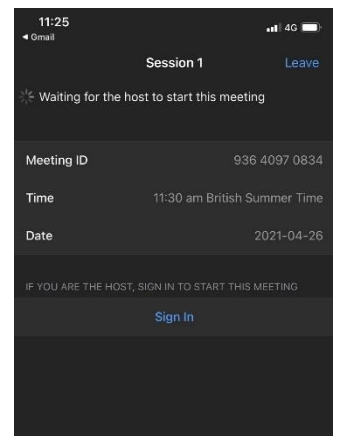 11:25
4G
◄ Gmail
Session 1 Leave
Waiting for the host to start this meeting
Meeting ID 936 4097 0834
Time 11:30 am British Summer Time
Date 2021-04-26
IF YOU ARE THE HOST, SIGN IN TO START THIS MEETING
Sign In